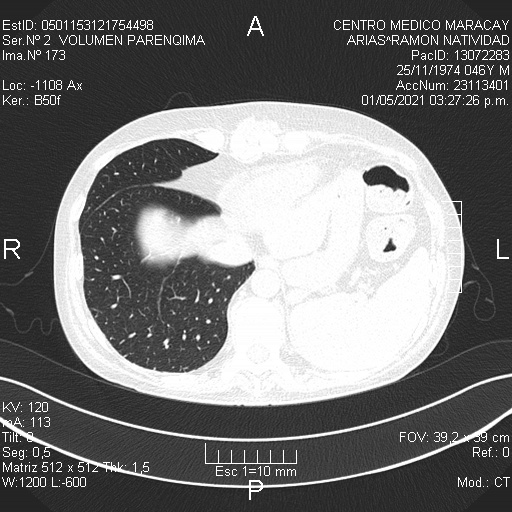 EstID: 0501153121754498
Ser.Nº 2 VOLUMEN PARENQIMA
Ima.Nº 173
Loc: -1108 Ax
Ker.: B50f
A
CENTRO MEDICO MARACAY
ARIAS^RAMON NATIVIDAD
PacID: 13072283
25/11/1974 046Y M
AccNum: 23113401
01/05/2021 03:27:26 p.m.
R
L
KV: 120
mA: 113
Tilt: 0
Seg: 0,5
Matriz 512 x 512 Thk: 1,5
W:1200 L:-600
Esc 1=10 mm
P
FOV: 39,2 x 39 cm
Ref.: 0
Mod.: CT